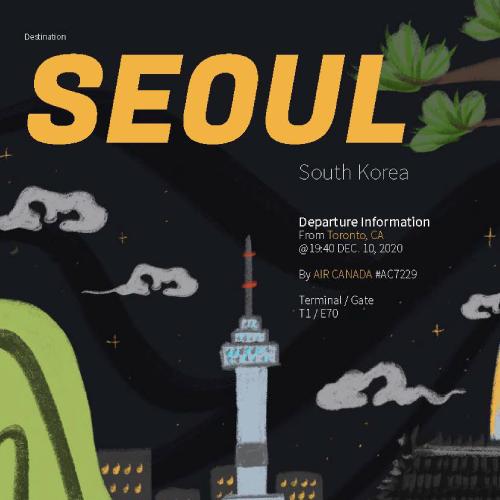 Destination
SEOUL
South Korea
Departure Information
From Toronto, CA
@19:40 DEC. 10, 2020
By AIR CANADA #AC7229
Terminal / Gate
T1 / E70